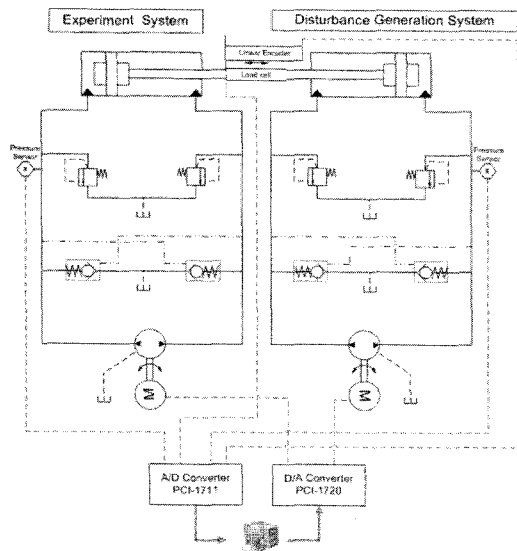 Experiment System
Disturbance Generation System
Linear Encoder
Load cell
Pressure
Sensor
Pressure
Sensor
M
M
A/D Converter
PCI-1711
D/A Converter
PCI-1720